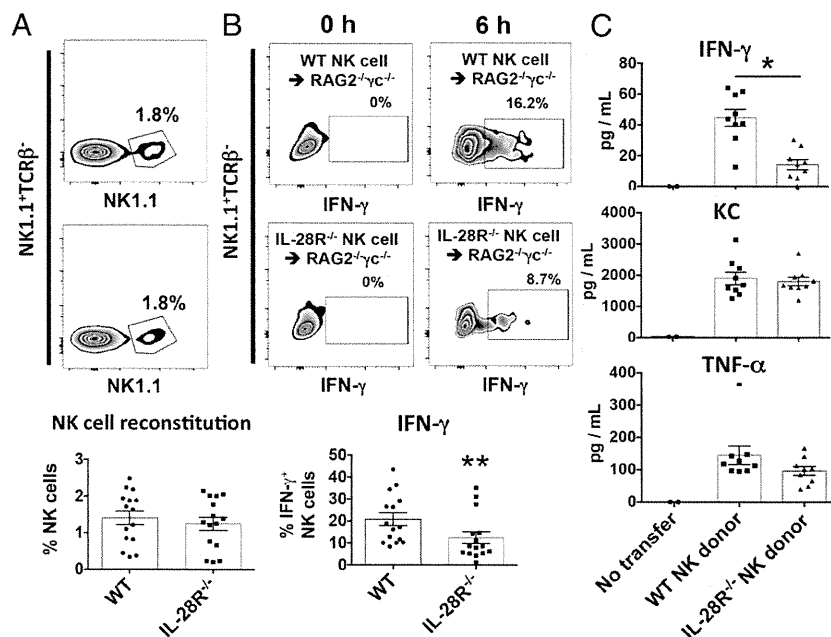 A
NK1.1+TCRβ-
1.8%
NK1.1
1.8%
NK1.1
NK cell reconstitution
% NK cells
3
2
1
0
WT
IL-28R-/-
B
0 h
6 h
NK1.1+TCRβ-
WT NK cell
➔ RAG2-/-γc-/-
0%
IFN-γ
WT NK cell
➔ RAG2-/-γc-/-
16.2%
IFN-γ
IL-28R-/- NK cell
➔ RAG2-/-γc-/-
0%
IFN-γ
IL-28R-/- NK cell
➔ RAG2-/-γc-/-
8.7%
IFN-γ
IFN-γ
% IFN-γ+
NK cells
50
40
30
20
10
0
**
WT
IL-28R-/-
C
IFN-γ
*
pg / mL
80
60
40
20
0
KC
pg / mL
4000
3000
2000
1000
0
TNF-α
pg / mL
400
300
200
100
0
No transfer
WT NK donor
IL-28R-/- NK donor